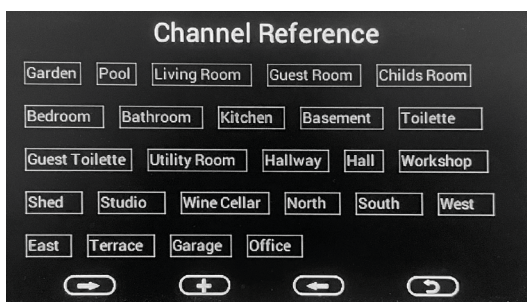 Channel Reference
Garden Pool Living Room Guest Room Childs Room
Bedroom Bathroom Kitchen Basement Toilette
Guest Toilette Utility Room Hallway Hall Workshop
Shed Studio Wine Cellar North South West
East Terrace Garage Office